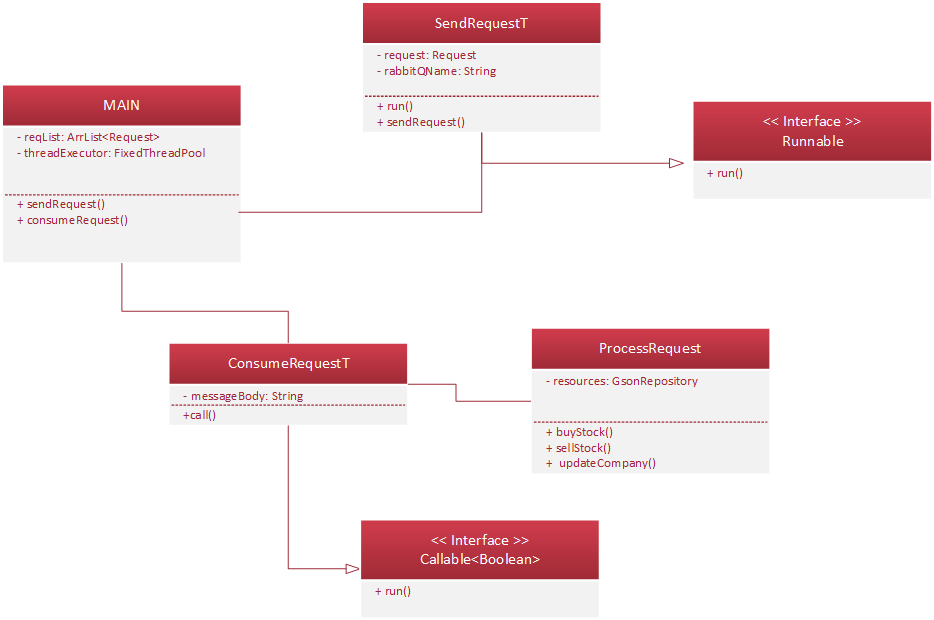 SendRequestT
- request: Request
- rabbitQName: String
+ run()
+ sendRequest()
MAIN
- reqList: ArrList<Request>
- threadExecutor: FixedThreadPool
+ sendRequest()
+ consumeRequest()
<< Interface >>
Runnable
+ run()
ConsumeRequestT
- messageBody: String
+call()
ProcessRequest
- resources: GsonRepository
+ buyStock()
+ sellStock()
+ updateCompany()
<< Interface >>
Callable<Boolean>
+ run()